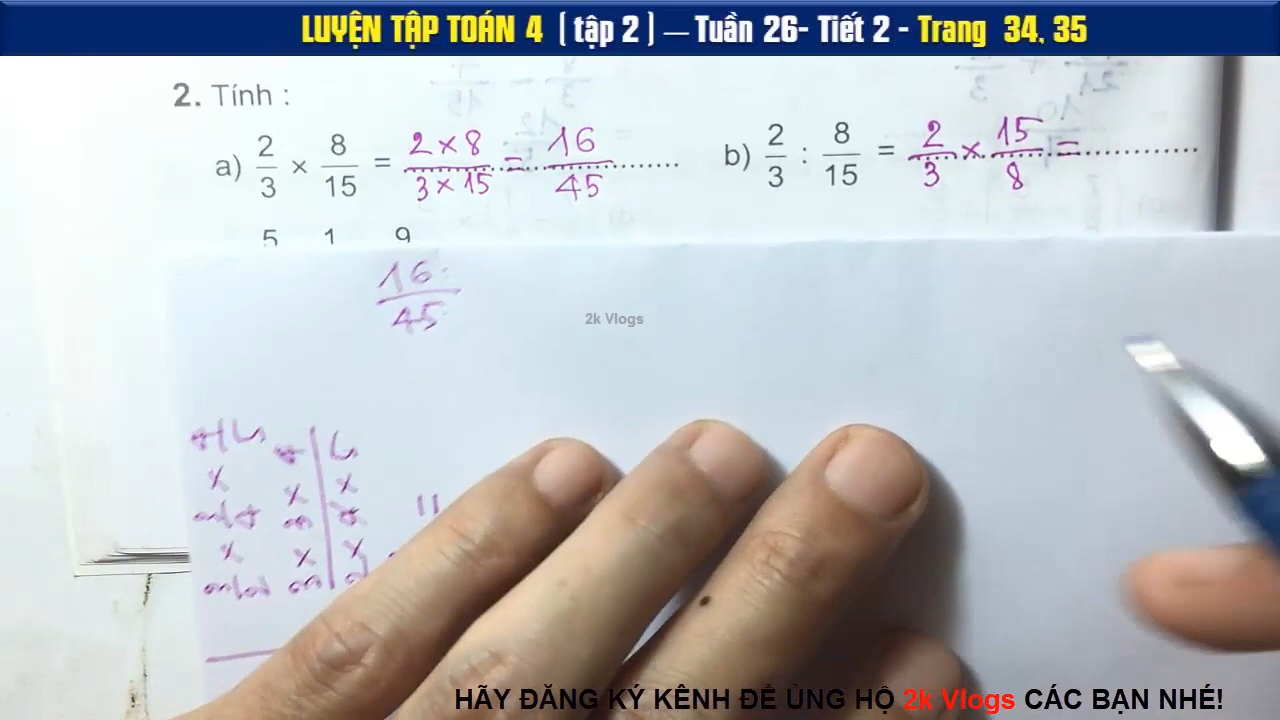 LUYỆN TẬP TOÁN 4 ( tập 2 ) — Tuần 26- Tiết 2 - Trang 34, 35
2. Tính :
a) 2/3 × 8/15 = 2 × 8 / 3 × 15 = 16/45
b) 2/3 : 8/15 = 2/3 × 15/8 =
5 1 9
16/45
2k Vlogs
HÃY ĐĂNG KÝ KÊNH ĐỂ ỦNG HỘ 2k Vlogs CÁC BẠN NHÉ!